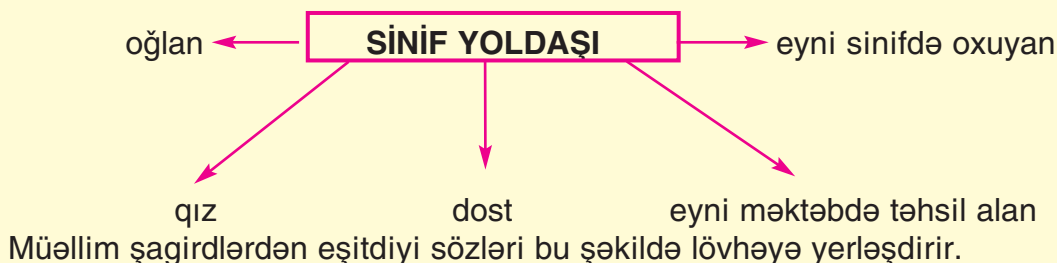 oğlan SİNİF YOLDAŞI eyni sinifdə oxuyan
qız dost eyni məktəbdə təhsil alan
Müəllim şagirdlərdən eşitdiyi sözləri bu şəkildə lövhəyə yerləşdirir.